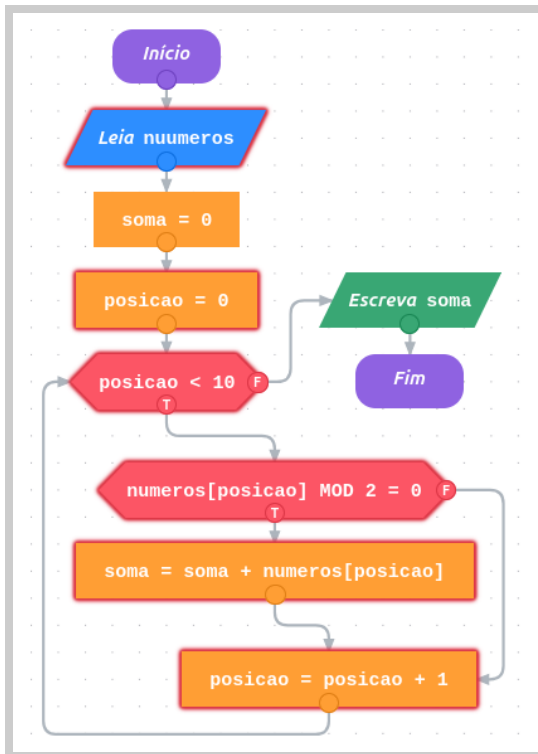 Início
Leia nuumeros
soma = 0
posicao = 0
posicao < 10
F
T
Escreva soma
Fim
numeros[posicao] MOD 2 = 0
F
T
soma = soma + numeros[posicao]
posicao = posicao + 1